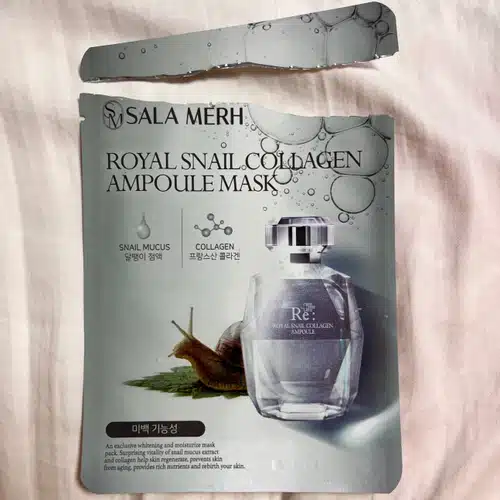 SM SALA MERH
ROYAL SNAIL COLLAGEN
AMPOULE MASK
SNAIL MUCUS
달팽이 점액
COLLAGEN
프랑스산 콜라겐
Re:
ROYAL SNAIL COLLAGEN
AMPOULE
미백 기능성
An exclusive whitening and moisturize mask
pack. Surprising vitality of snail mucus extract
and collagen help skin regenerate, prevents skin
from aging, provides rich nutrients and rebirth your skin.